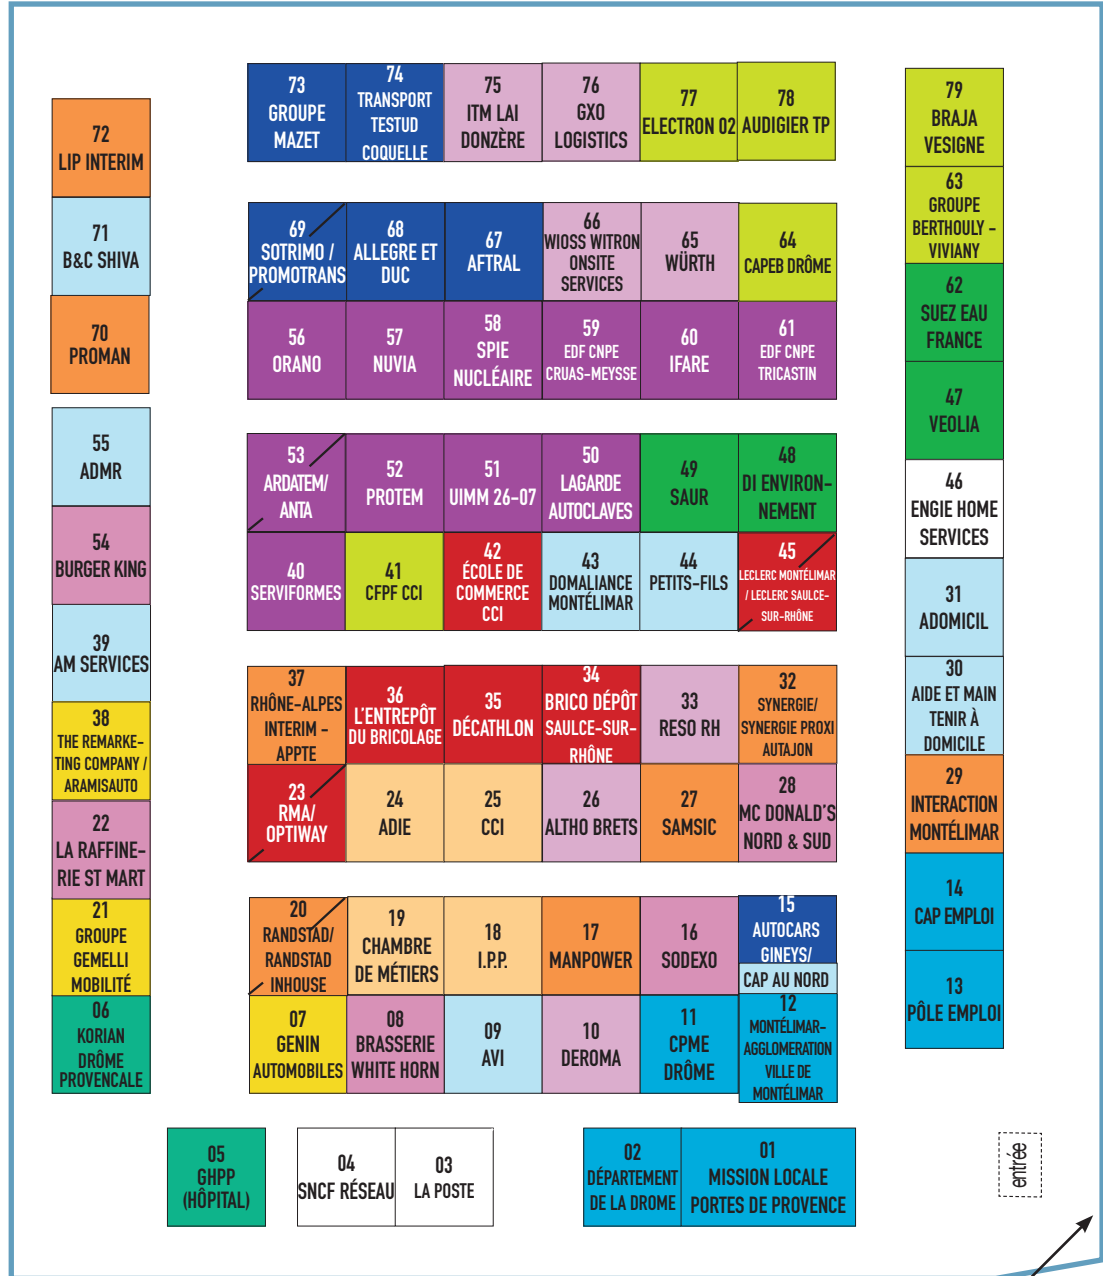 73
GROUPE
MAZET
74
TRANSPORT
TESTUD
COQUELLE
75
ITM LAI
DONZÈRE
76
GXO
LOGISTICS
77
ELECTRON 02
78
AUDIGIER TP
79
BRAJA
VESIGNE
72
LIP INTERIM
71
B&C SHIVA
70
PROMAN
69
SOTRIMO /
PROMOTRANS
68
ALLEGRE ET
DUC
67
AFTRAL
66
WIOSS WITRON
ONSITE
SERVICES
65
WÜRTH
64
CAPEB DRÔME
63
GROUPE
BERTHOULY -
VIVIANY
62
SUEZ EAU
FRANCE
56
ORANO
57
NUVIA
58
SPIE
NUCLÉAIRE
59
EDF CNPE
CRUAS-MEYSSE
60
IFARE
61
EDF CNPE
TRICASTIN
47
VEOLIA
55
ADMR
54
BURGER KING
39
AM SERVICES
53
ARDATEM/
ANTA
52
PROTEM
51
UIMM 26-07
50
LAGARDE
AUTOCLAVES
49
SAUR
48
DI ENVIRON-
NEMENT
46
ENGIE HOME
SERVICES
40
SERVIFORMES
41
CFPF CCI
42
ÉCOLE DE
COMMERCE
CCI
43
DOMALIANCE
MONTÉLIMAR
44
PETITS-FILS
45
LECLERC MONTÉLIMAR
/ LECLERC SAULCE-
SUR-RHÔNE
31
ADOMICIL
30
AIDE ET MAIN
TENIR À
DOMICILE
38
THE REMARKE-
TING COMPANY /
ARAMISAUTO
37
RHÔNE-ALPES
INTERIM -
APPTE
36
L'ENTREPÔT
DU BRICOLAGE
35
DÉCATHLON
34
BRICO DÉPÔT
SAULCE-SUR-
RHÔNE
33
RESO RH
32
SYNERGIE/
SYNERGIE PROXI
AUTAJON
29
INTERACTION
MONTÉLIMAR
22
LA RAFFINE-
RIE ST MART
23
RMA/
OPTIWAY
24
ADIE
25
CCI
26
ALTHO BRETS
27
SAMSIC
28
MC DONALD'S
NORD & SUD
14
CAP EMPLOI
21
GROUPE
GEMELLI
MOBILITÉ
20
RANDSTAD/
RANDSTAD
INHOUSE
19
CHAMBRE
DE MÉTIERS
18
I.P.P.
17
MANPOWER
16
SODEXO
15
AUTOCARS
GINEYS/
CAP AU NORD
13
PÔLE EMPLOI
06
KORIAN
DRÔME
PROVENCALE
07
GENIN
AUTOMOBILES
08
BRASSERIE
WHITE HORN
09
AVI
10
DEROMA
11
CPME
DRÔME
12
MONTÉLIMAR-
AGGLOMERATION
VILLE DE
MONTÉLIMAR
05
GHPP
(HÔPITAL)
04
SNCF RÉSEAU
03
LA POSTE
02
DÉPARTEMENT
DE LA DROME
01
MISSION LOCALE
PORTES DE PROVENCE
entrée